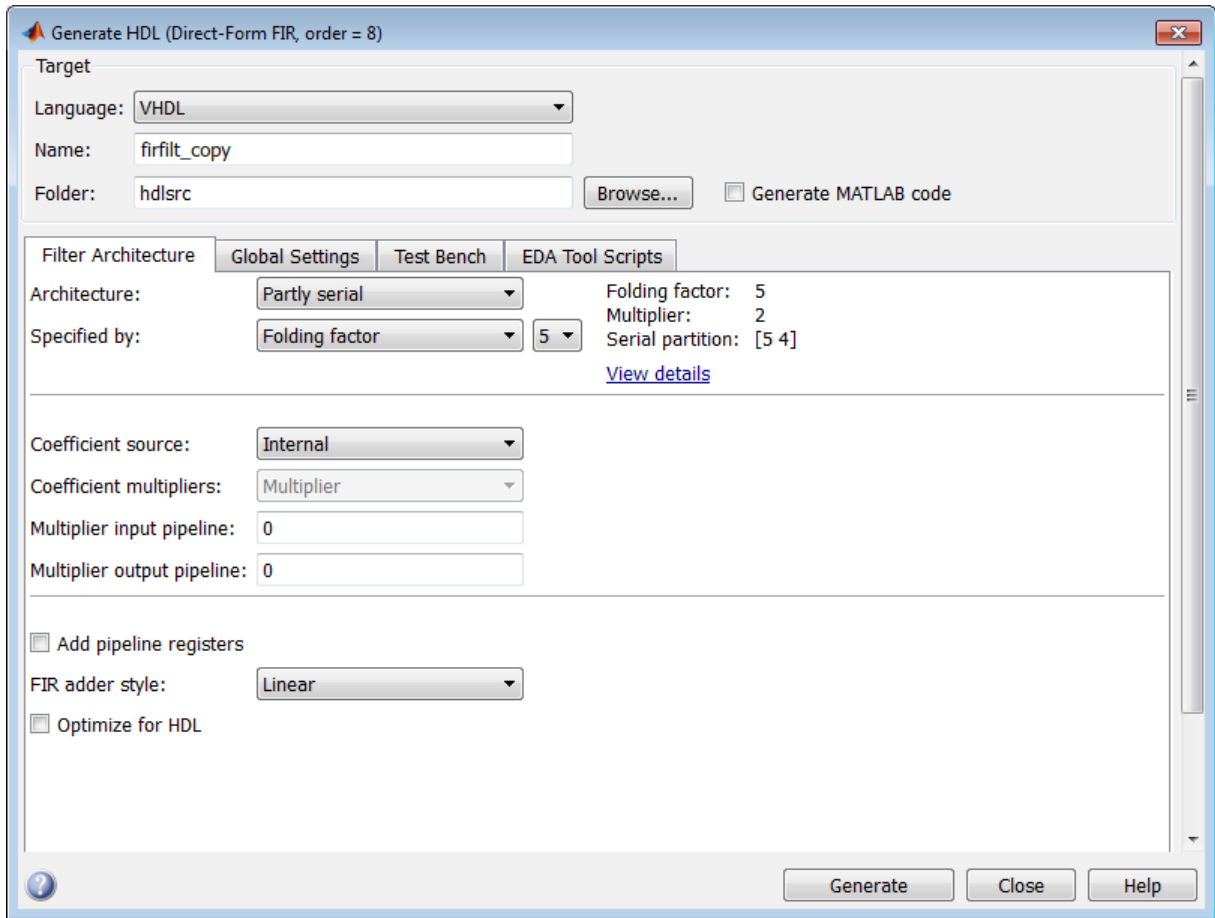 Generate HDL (Direct-Form FIR, order = 8)
Target
Language: VHDL
Name: firfilt_copy
Folder: hdlsrc Browse... Generate MATLAB code
Filter Architecture Global Settings Test Bench EDA Tool Scripts
Architecture: Partly serial Folding factor: 5
Multiplier: 2
Specified by: Folding factor 5 Serial partition: [5 4]
View details
Coefficient source: Internal
Coefficient multipliers: Multiplier
Multiplier input pipeline: 0
Multiplier output pipeline: 0
Add pipeline registers
FIR adder style: Linear
Optimize for HDL
? Generate Close Help